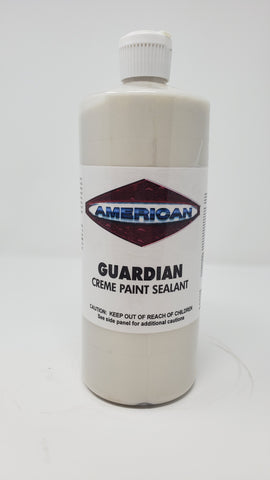 AMERICAN
GUARDIAN
CREME PAINT SEALANT
CAUTION: KEEP OUT OF REACH OF CHILDREN
See side panel for additional cautions